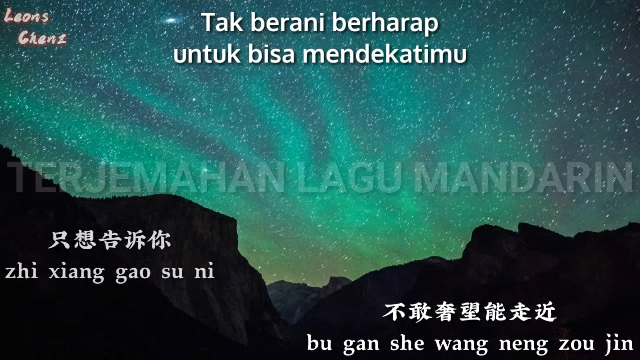 Leons
Chenz
Tak berani berharap
untuk bisa mendekatimu
TERJEMAHAN LAGU MANDARIN
只想告诉你
zhi xiang gao su ni
不敢奢望能走近
bu gan she wang neng zou jin